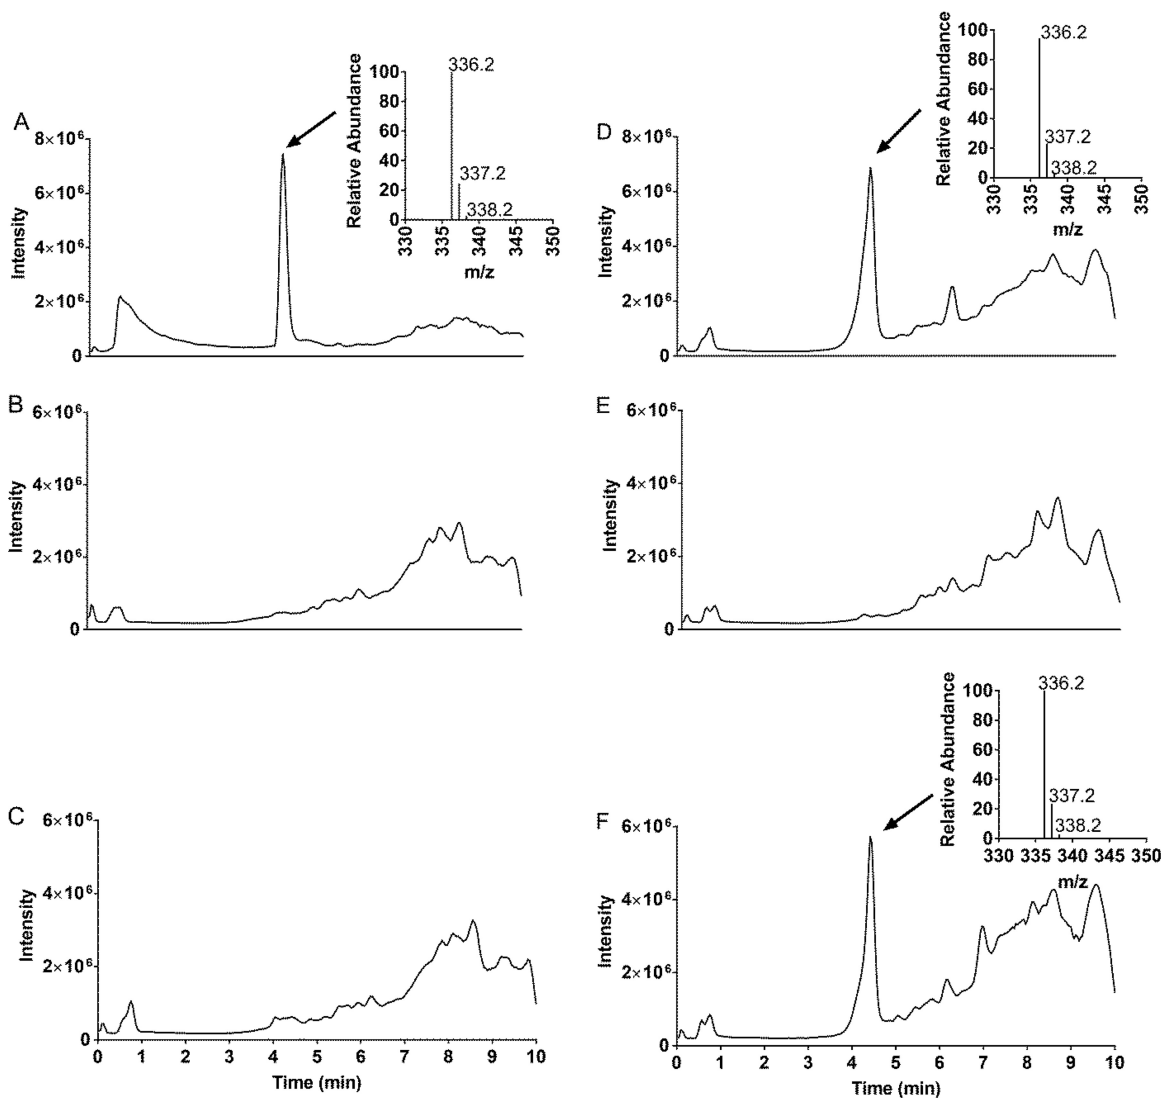 A
8×10⁶
6×10⁶
4×10⁶
2×10⁶
0
Intensity
Relative Abundance
100
80
60
40
20
0
336.2
337.2
338.2
330
335
340
345
350
m/z
D
8×10⁶
6×10⁶
4×10⁶
2×10⁶
0
Intensity
Relative Abundance
100
80
60
40
20
0
336.2
337.2
338.2
330
335
340
345
350
m/z
B
6×10⁶
4×10⁶
2×10⁶
0
Intensity
E
6×10⁶
4×10⁶
2×10⁶
0
Intensity
C
6×10⁶
4×10⁶
2×10⁶
0
Intensity
0 1 2 3 4 5 6 7 8 9 10
Time (min)
F
6×10⁶
4×10⁶
2×10⁶
0
Intensity
Relative Abundance
100
80
60
40
20
0
336.2
337.2
338.2
330 335 340 345 350
m/z
0 1 2 3 4 5 6 7 8 9 10
Time (min)